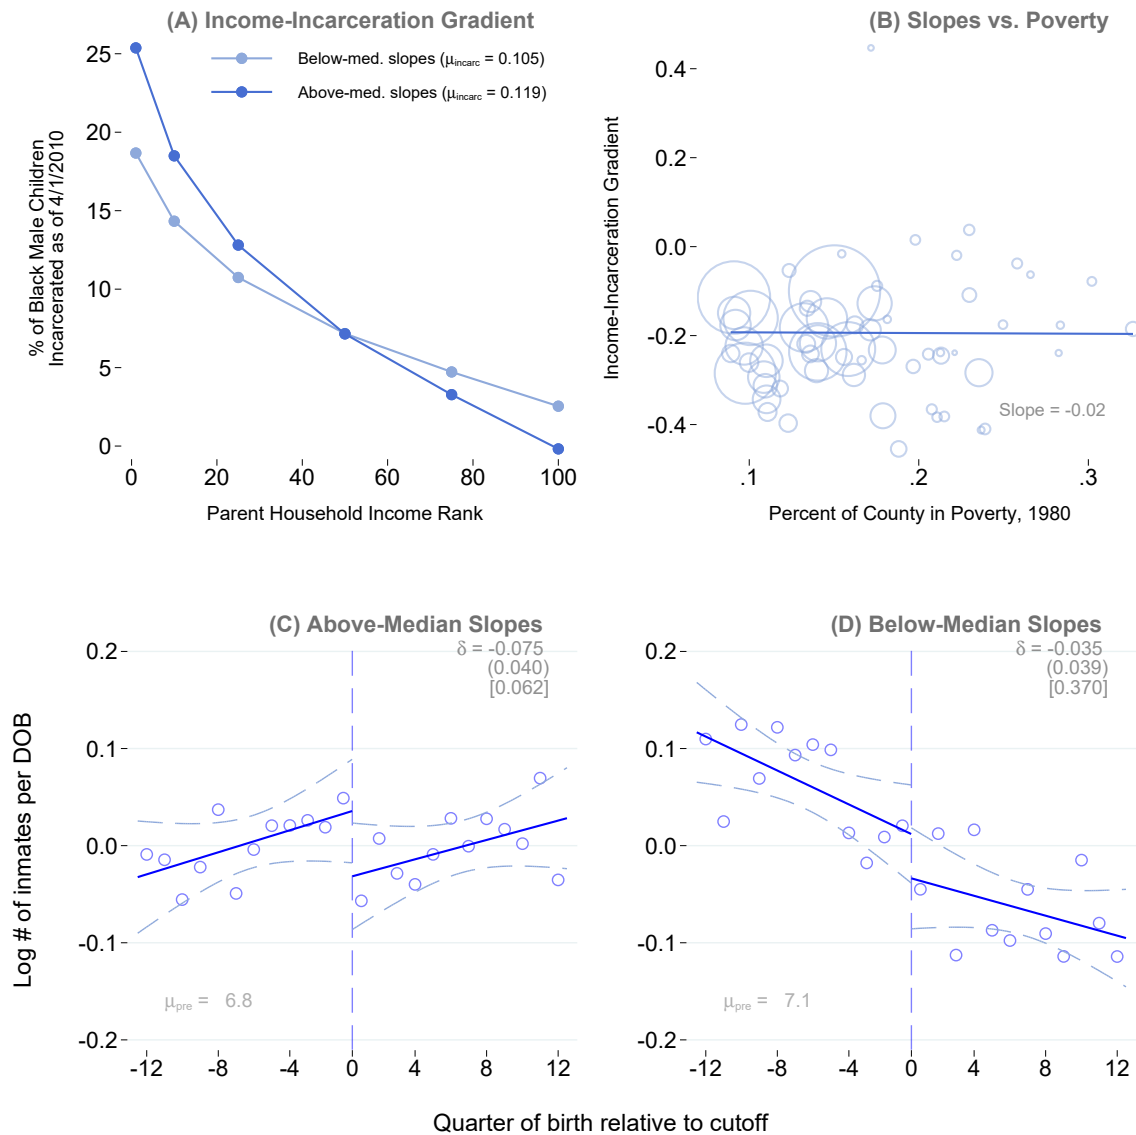 (A) Income-Incarceration Gradient
Below-med. slopes (μincarc = 0.105)
Above-med. slopes (μincarc = 0.119)
% of Black Male Children
Incarcerated as of 4/1/2010
25
20
15
10
5
0
0 20 40 60 80 100
Parent Household Income Rank
(B) Slopes vs. Poverty
Income-Incarceration Gradient
0.4
0.2
0.0
-0.2
-0.4
Slope = -0.02
.1 .2 .3
Percent of County in Poverty, 1980
Log # of inmates per DOB
(C) Above-Median Slopes
δ = -0.075
(0.040)
[0.062]
0.2
0.1
0.0
-0.1
-0.2
μpre = 6.8
-12 -8 -4 0 4 8 12
(D) Below-Median Slopes
δ = -0.035
(0.039)
[0.370]
0.2
0.1
0.0
-0.1
-0.2
μpre = 7.1
-12 -8 -4 0 4 8 12
Quarter of birth relative to cutoff